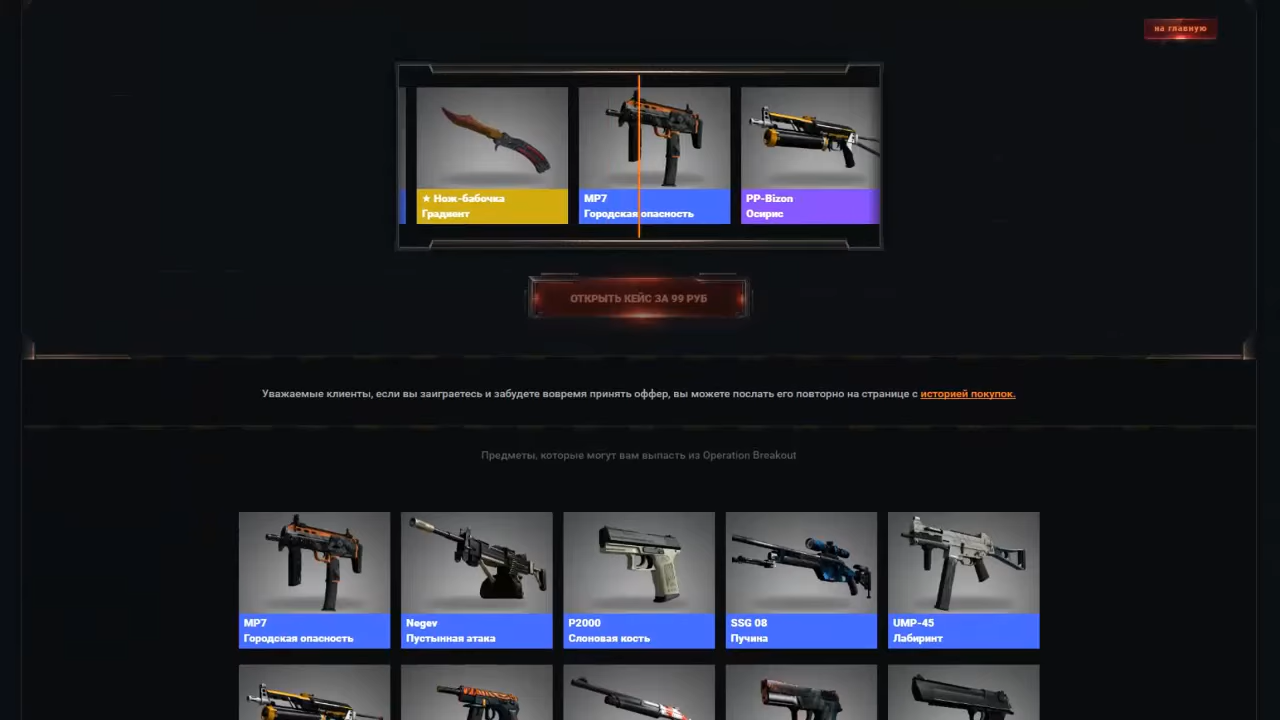 на главную
★ Нож-бабочка
Градиент
MP7
Городская опасность
PP-Bizon
Осирис
ОТКРЫТЬ КЕЙС ЗА 99 РУБ
Уважаемые клиенты, если вы заиграетесь и забудете вовремя принять оффер, вы можете послать его повторно на странице с историей покупок.
Предметы, которые могут вам выпасть из Operation Breakout
MP7
Городская опасность
Negev
Пустынная атака
P2000
Слоновая кость
SSG 08
Пучина
UMP-45
Лабиринт